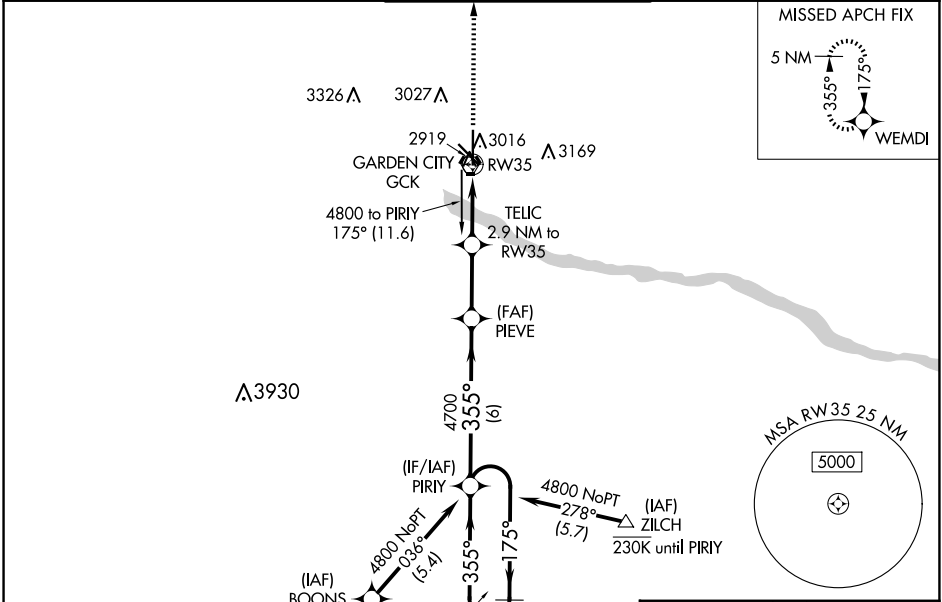 MISSED APCH FIX
5 NM
355°
175°
WEMDI
3326
3027
2919
3016
3169
GARDEN CITY
GCK
RW35
4800 to PIRIY
175° (11.6)
TELIC
2.9 NM to
RW35
(FAF)
PIEVE
3930
4700
355°
(6)
MSA RW35 25 NM
5000
(IF/IAF)
PIRIY
4800 NoPT
278°
(5.7)
(IAF)
ZILCH
230K until PIRIY
4800 NoPT
036°
(5.4)
355°
175°
(IAF)
BOONS